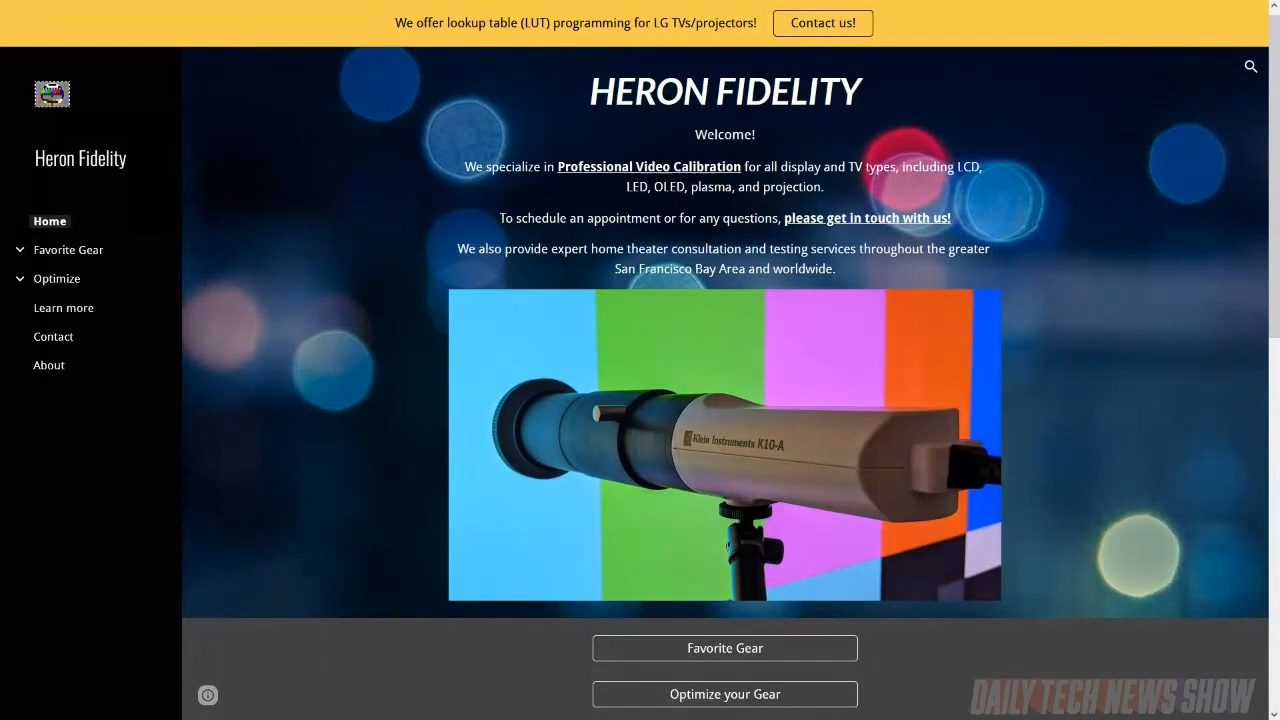 We offer lookup table (LUT) programming for LG TVs/projectors!
Contact us!
HERON FIDELITY
Welcome!
We specialize in Professional Video Calibration for all display and TV types, including LCD,
LED, OLED, plasma, and projection.
To schedule an appointment or for any questions, please get in touch with us!
We also provide expert home theater consultation and testing services throughout the greater
San Francisco Bay Area and worldwide.
Heron Fidelity
Home
Favorite Gear
Optimize
Learn more
Contact
About
Klein Instruments K10-A
Favorite Gear
Optimize your Gear
DAILY TECH NEWS SHOW